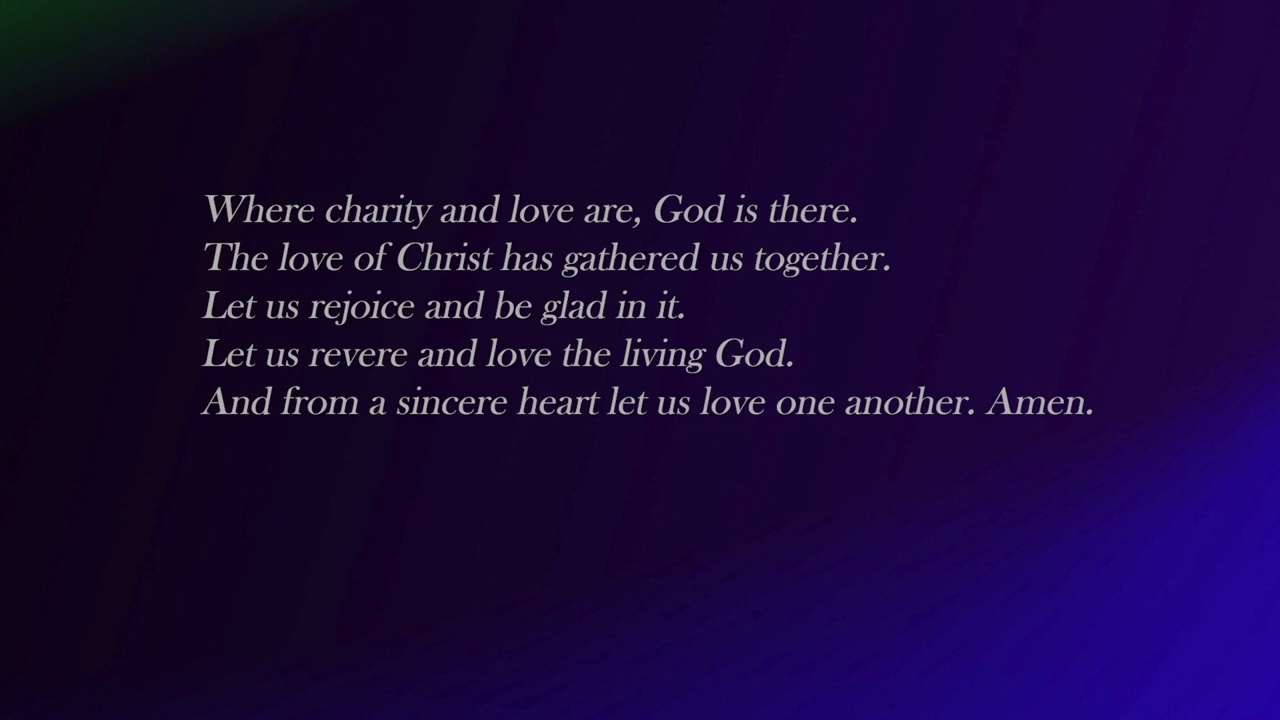 Where charity and love are, God is there.
The love of Christ has gathered us together.
Let us rejoice and be glad in it.
Let us revere and love the living God.
And from a sincere heart let us love one another. Amen.